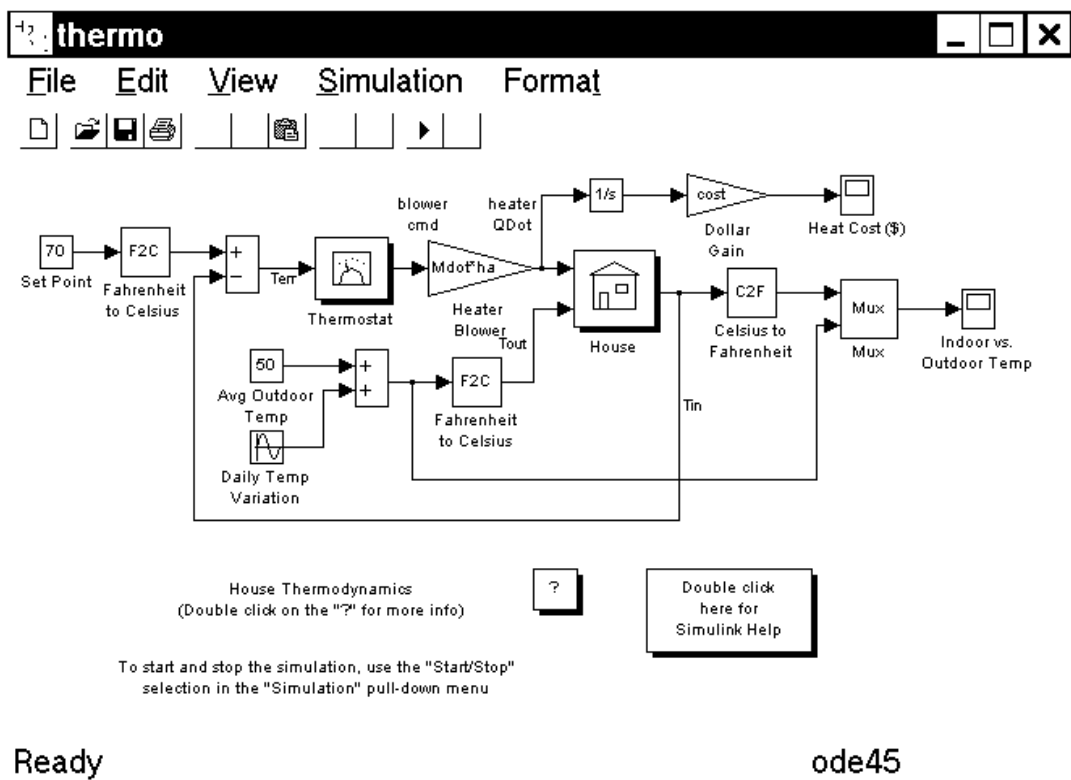 thermo
File Edit View Simulation Format
blower
cmd
heater
QDot
1/s
cost
Dollar
Gain
Heat Cost ($)
70
Set Point
F2C
Fahrenheit
to Celsius
+
−
Terr
Thermostat
Mdot*ha
Heater
Blower
Tout
House
C2F
Celsius to
Fahrenheit
Mux
Mux
Indoor vs.
Outdoor Temp
50
Avg Outdoor
Temp
+
+
F2C
Fahrenheit
to Celsius
Tin
Daily Temp
Variation
House Thermodynamics
(Double click on the "?" for more info)
?
Double click
here for
Simulink Help
To start and stop the simulation, use the "Start/Stop"
selection in the "Simulation" pull-down menu
Ready
ode45